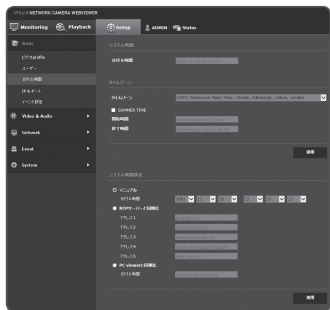 NETWORK CAMERA WEBVIEWER
Monitoring
Playback
Setup
ADMIN
Status
Basic
ビデオprofile
ユーザー
日付&時間
IP&ポート
イベント設定
Video & Audio
Network
Event
System
システム時間
日付&時間
タイムゾーン
タイムゾーン
(GMT) Greenwich Mean Time : Dublin, Edinburgh, Lisbon, London
SUMMER TIME
開始時間
終了時間
適用
システム時間設定
マニュアル
日付&時間
NTPサーバーと同期化
アドレス1
アドレス2
アドレス3
アドレス4
アドレス5
PC viewerと同期化
日付&時間
適用